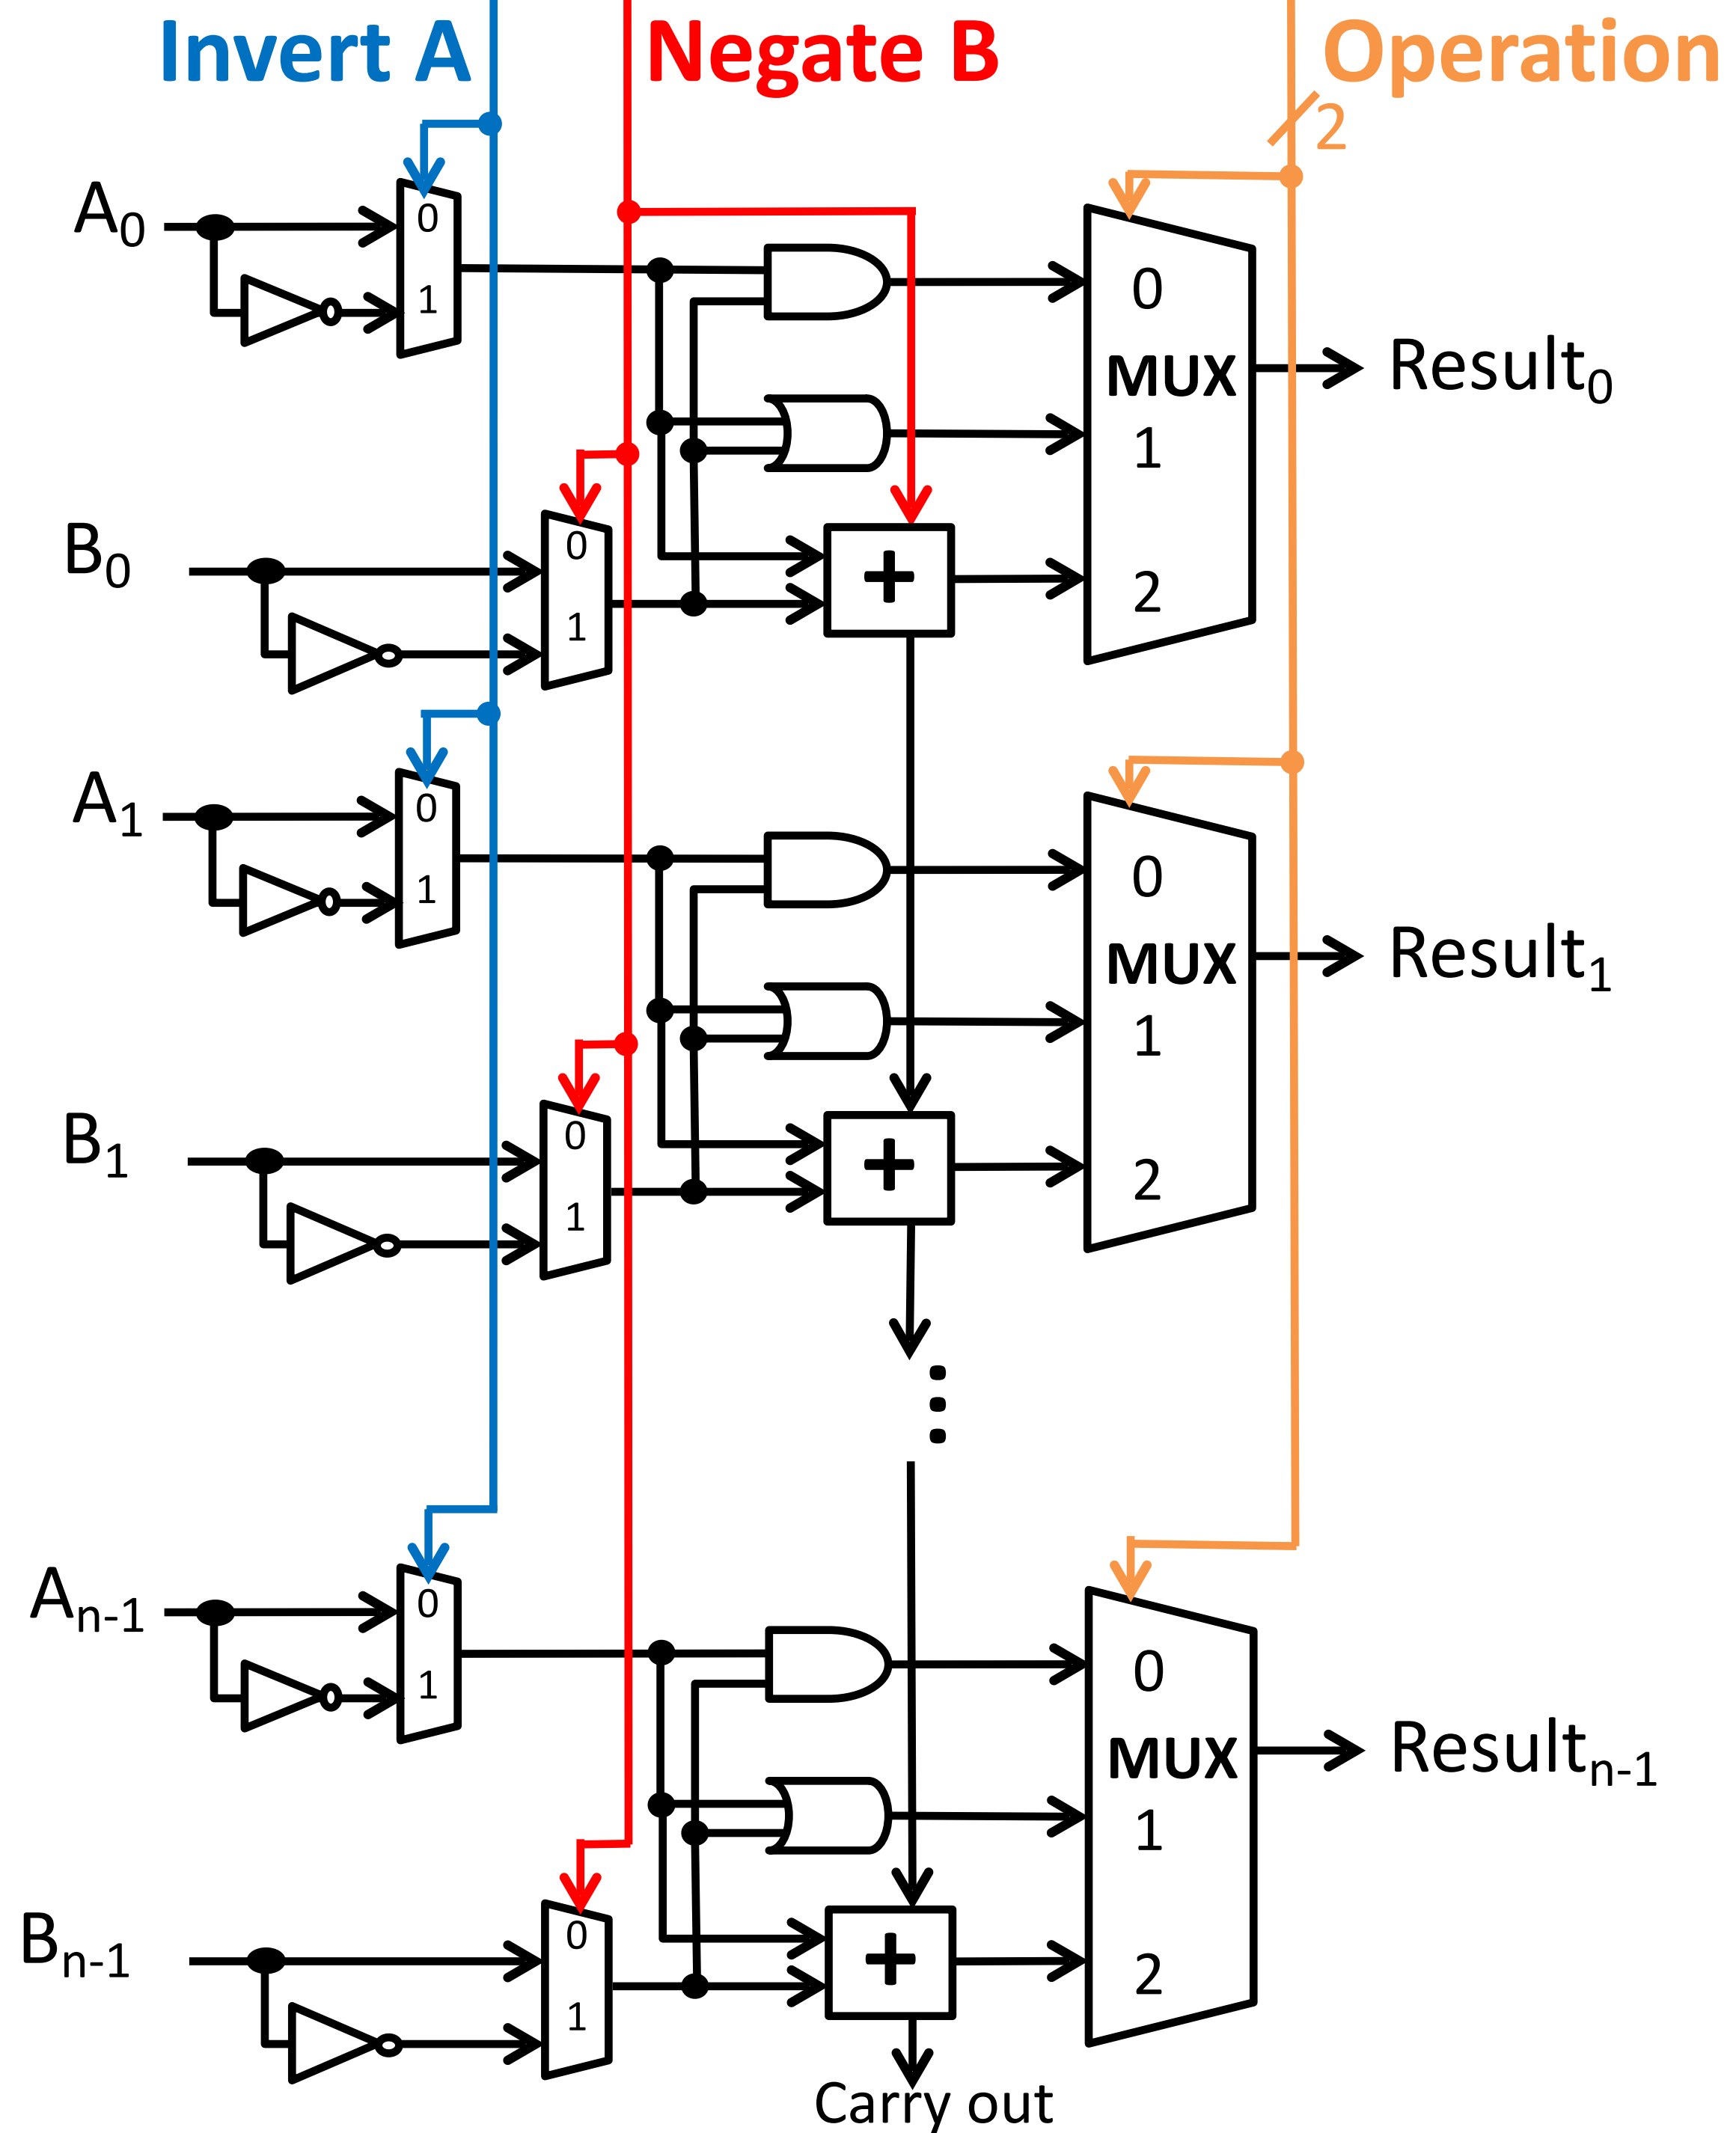 Invert A Negate B Operation
2
A0
0
1
0
MUX
1
2
Result0
B0
0
1
+
A1
0
1
0
MUX
1
2
Result1
B1
0
1
+
An-1
0
1
0
MUX
1
2
Resultn-1
Bn-1
0
1
+
Carry out